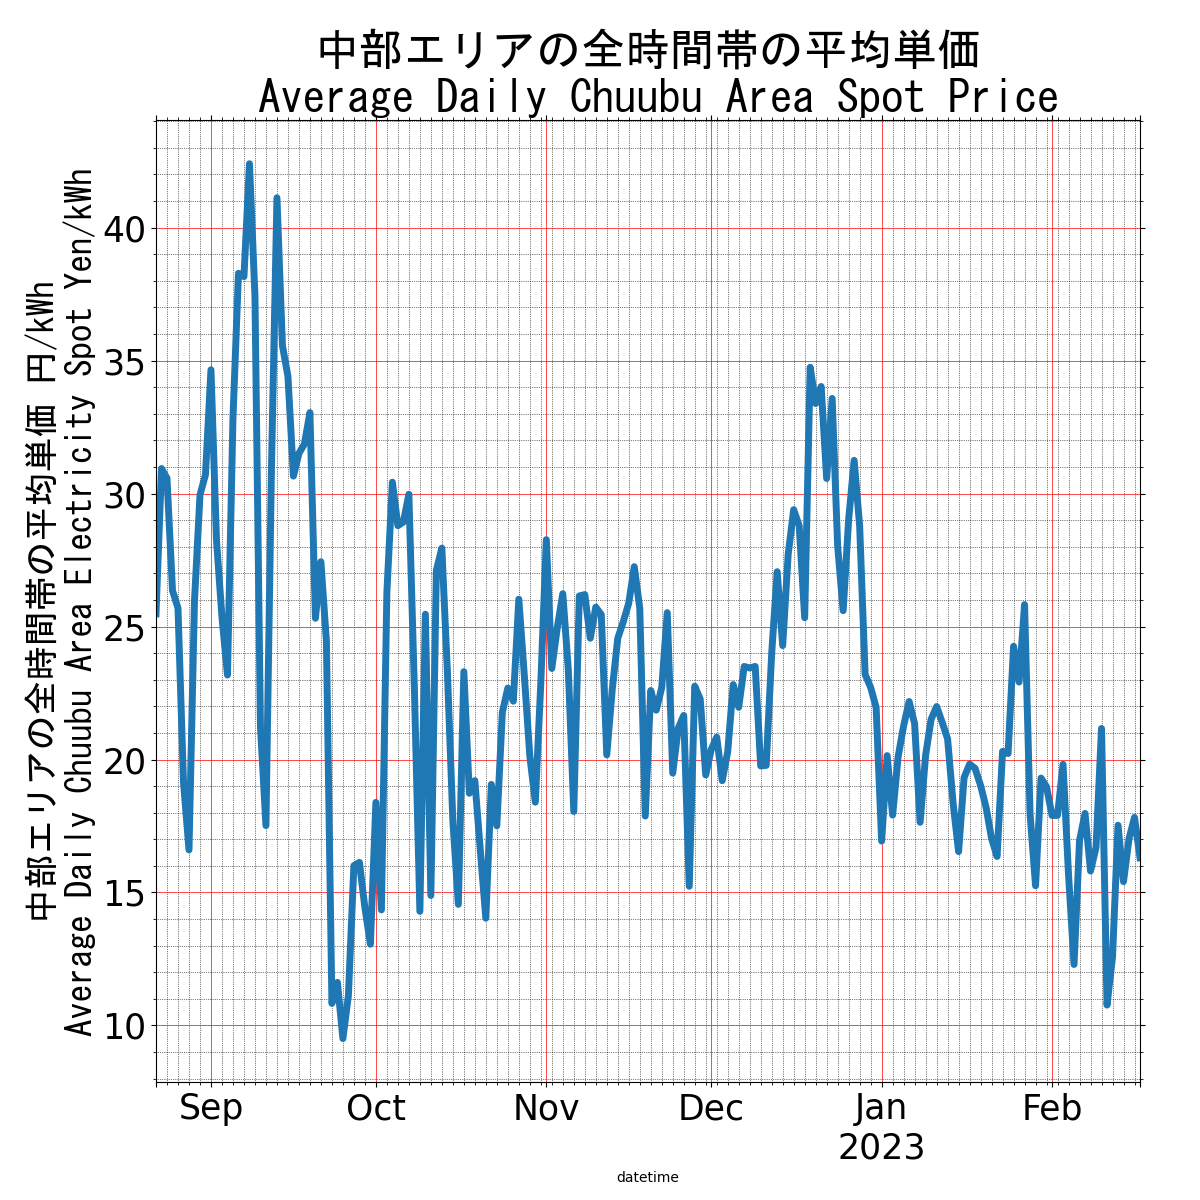 中部エリアの全時間帯の平均単価
Average Daily Chuubu Area Spot Price
中部エリアの全時間帯の平均単価 円/kWh
Average Daily Chuubu Area Electricity Spot Yen/kWh
40
35
30
25
20
15
10
Sep
Oct
Nov
Dec
Jan
2023
Feb
datetime